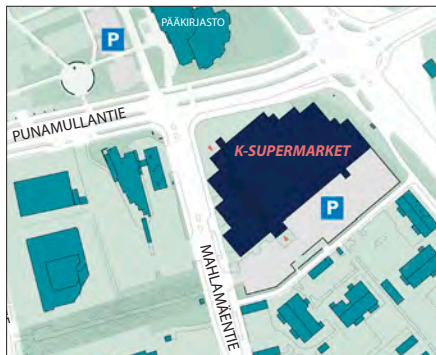 PÄÄKIRJASTO
P
PUNAMULLANTIE
K-SUPERMARKET
P
MAHLAMÄENTIE